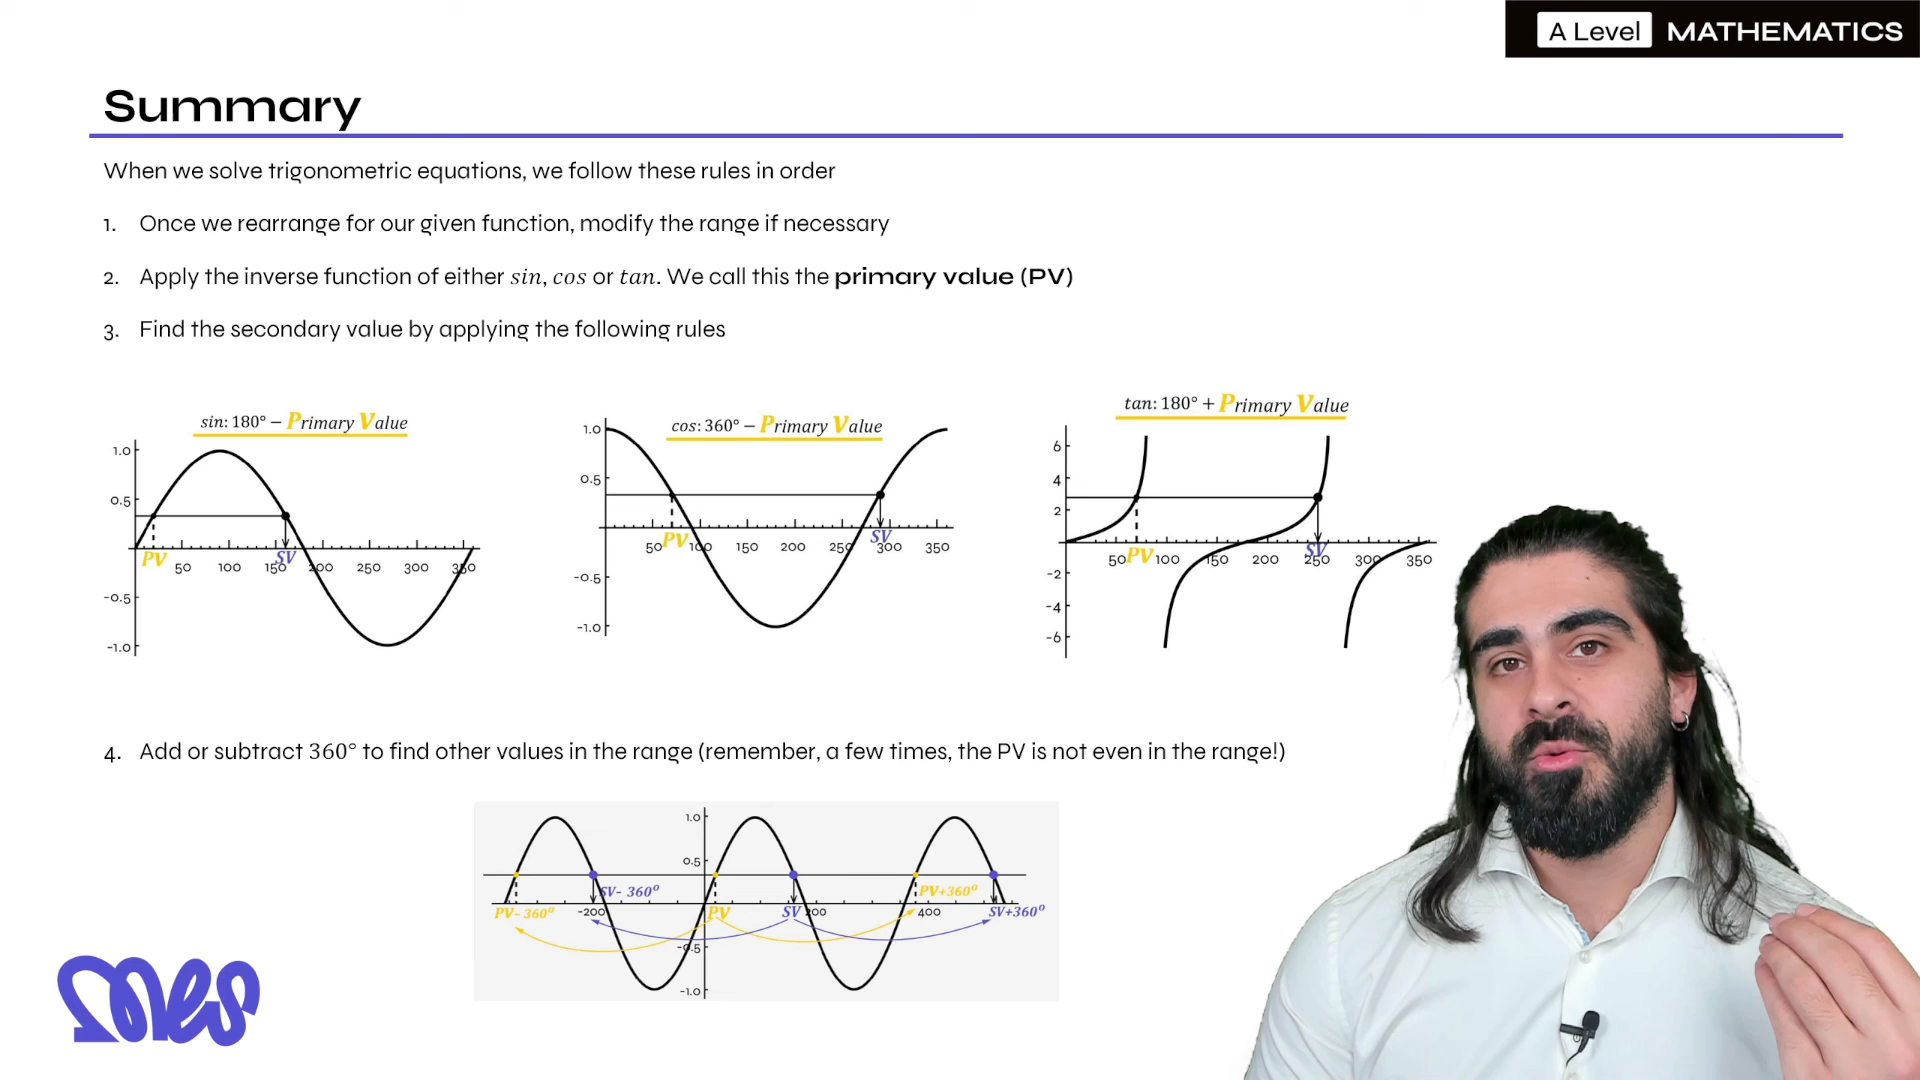 A Level MATHEMATICS
Summary
When we solve trigonometric equations, we follow these rules in order
1. Once we rearrange for our given function, modify the range if necessary
2. Apply the inverse function of either sin, cos or tan. We call this the primary value (PV)
3. Find the secondary value by applying the following rules
sin: 180° − Primary Value
1.0
0.5
-0.5
-1.0
PV
SV
50 100 150 200 250 300 350
cos: 360° − Primary Value
1.0
0.5
-0.5
-1.0
PV
SV
50 100 150 200 250 300 350
tan: 180° + Primary Value
6
4
2
-2
-4
-6
PV
SV
50 100 150 200 250 300 350
4. Add or subtract 360° to find other values in the range (remember, a few times, the PV is not even in the range!)
1.0
0.5
-0.5
-1.0
SV- 360°
PV+360°
PV- 360°
-200
PV
SV
200
400
SV+360°
mes